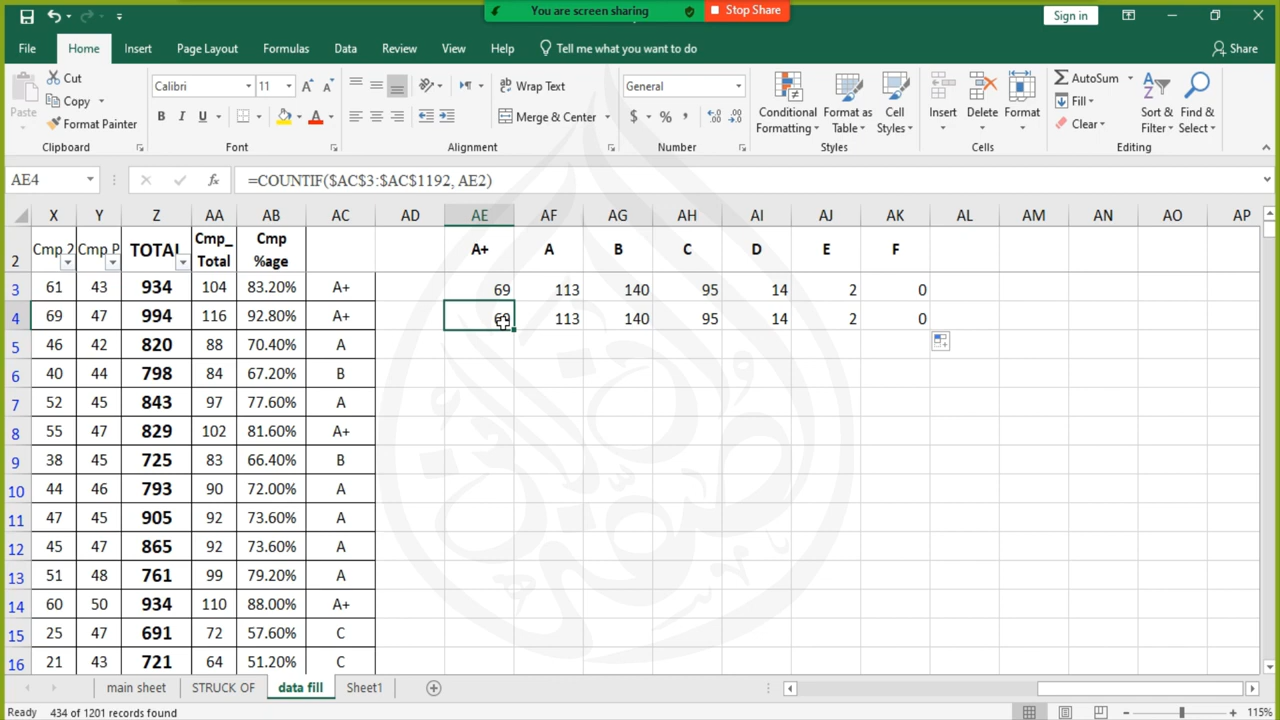 You are screen sharing
Stop Share
Sign in
File Home Insert Page Layout Formulas Data Review View Help Tell me what you want to do Share
Paste Cut Copy Format Painter
Calibri 11
B I U
Wrap Text
Merge & Center
General
$ % ,
Conditional Formatting
Format as Table
Cell Styles
Insert Delete Format
AutoSum
Fill
Clear
Sort & Filter
Find & Select
Clipboard Font Alignment Number Styles Cells Editing
AE4 fx =COUNTIF($AC$3:$AC$1192, AE2)
X Y Z AA AB AC AD AE AF AG AH AI AJ AK AL AM AN AO AP
2 Cmp 2 Cmp P TOTAL Cmp_ Total Cmp %age A+ A B C D E F
3 61 43 934 104 83.20% A+ 69 113 140 95 14 2 0
4 69 47 994 116 92.80% A+ 69 113 140 95 14 2 0
5 46 42 820 88 70.40% A
6 40 44 798 84 67.20% B
7 52 45 843 97 77.60% A
8 55 47 829 102 81.60% A+
9 38 45 725 83 66.40% B
10 44 46 793 90 72.00% A
11 47 45 905 92 73.60% A
12 45 47 865 92 73.60% A
13 51 48 761 99 79.20% A
14 60 50 934 110 88.00% A+
15 25 47 691 72 57.60% C
16 21 43 721 64 51.20% C
main sheet STRUCK OF data fill Sheet1
Ready 434 of 1201 records found 115%